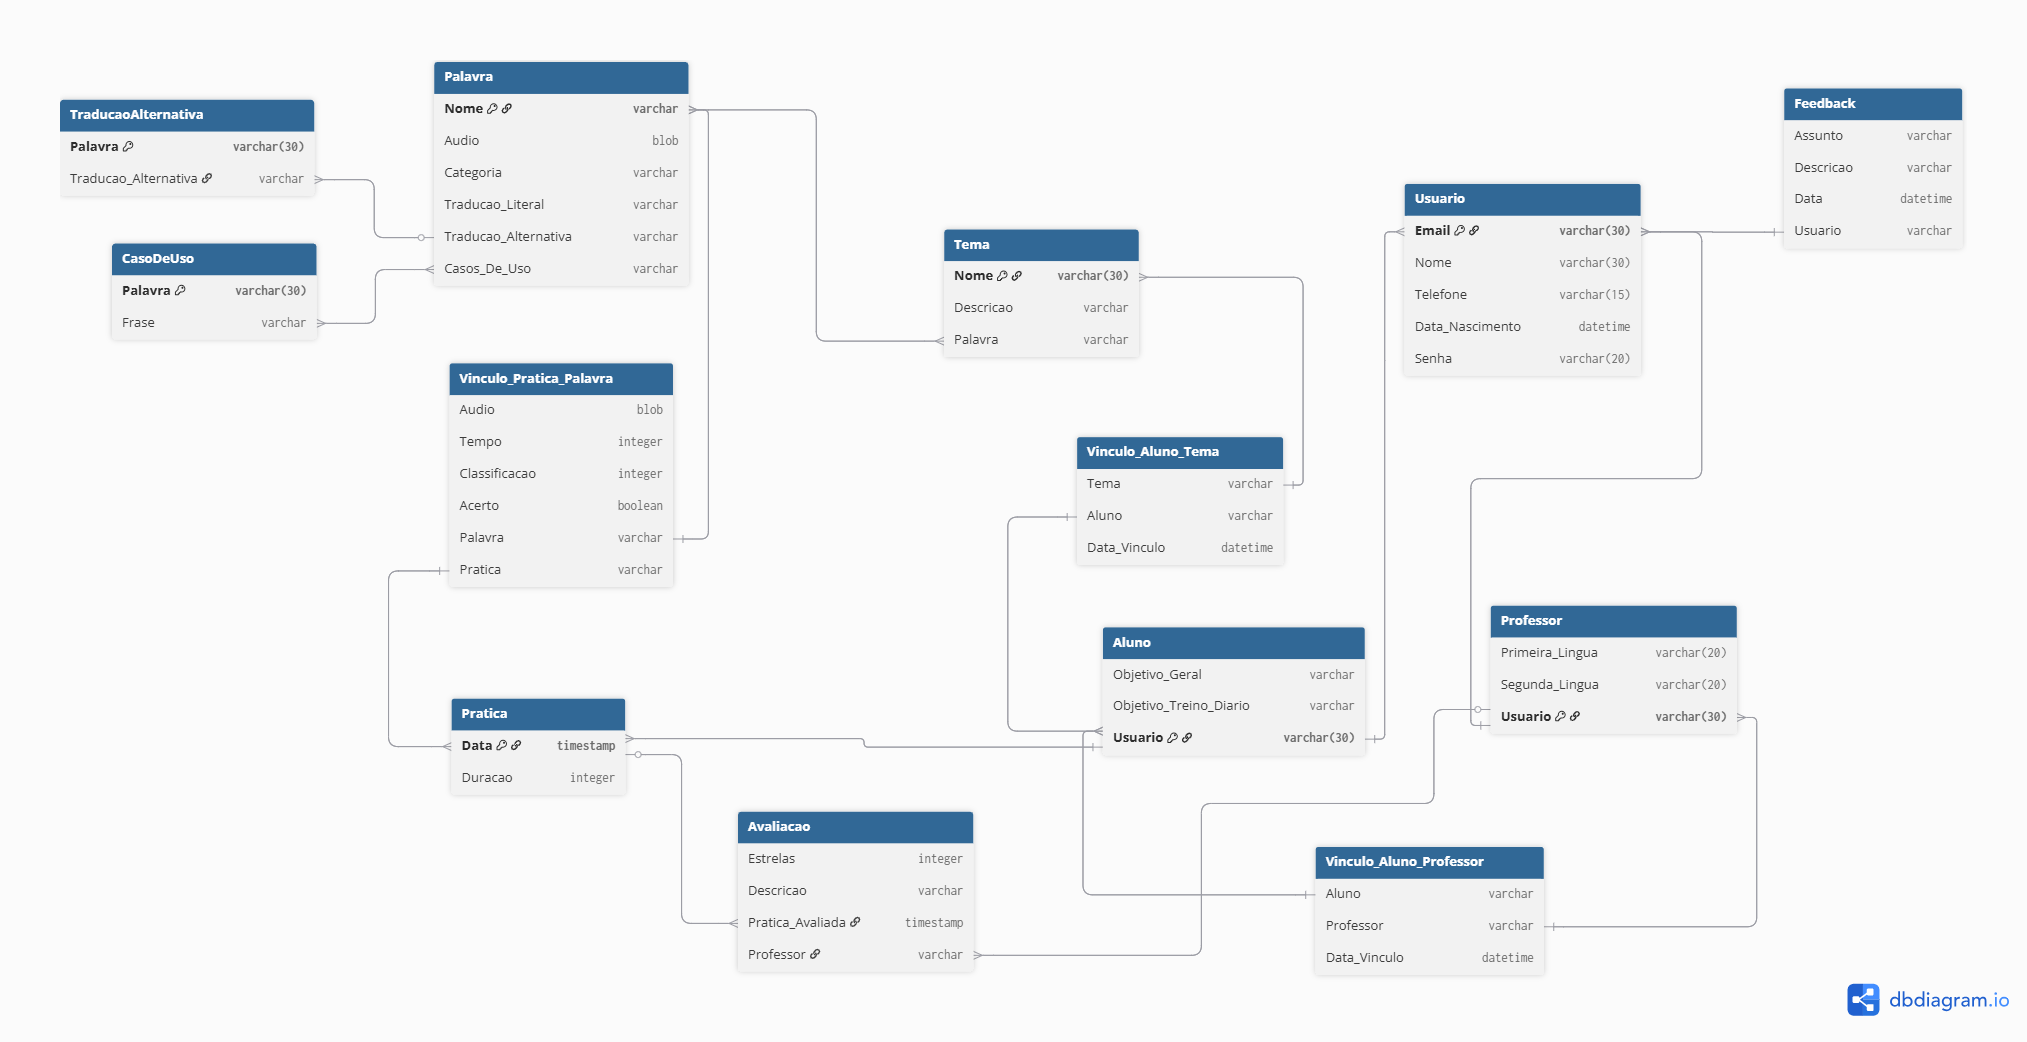 TraducaoAlternativa
Palavra varchar(30)
Traducao_Alternativa varchar
CasoDeUso
Palavra varchar(30)
Frase varchar
Palavra
Nome varchar
Audio blob
Categoria varchar
Traducao_Literal varchar
Traducao_Alternativa varchar
Casos_De_Uso varchar
Vinculo_Pratica_Palavra
Audio blob
Tempo integer
Classificacao integer
Acerto boolean
Palavra varchar
Pratica varchar
Pratica
Data timestamp
Duracao integer
Avaliacao
Estrelas integer
Descricao varchar
Pratica_Avaliada timestamp
Professor varchar
Tema
Nome varchar(30)
Descricao varchar
Palavra varchar
Vinculo_Aluno_Tema
Tema varchar
Aluno varchar
Data_Vinculo datetime
Aluno
Objetivo_Geral varchar
Objetivo_Treino_Diario varchar
Usuario varchar(30)
Usuario
Email varchar(30)
Nome varchar(30)
Telefone varchar(15)
Data_Nascimento datetime
Senha varchar(20)
Feedback
Assunto varchar
Descricao varchar
Data datetime
Usuario varchar
Professor
Primeira_Lingua varchar(20)
Segunda_Lingua varchar(20)
Usuario varchar(30)
Vinculo_Aluno_Professor
Aluno varchar
Professor varchar
Data_Vinculo datetime
dbdiagram.io